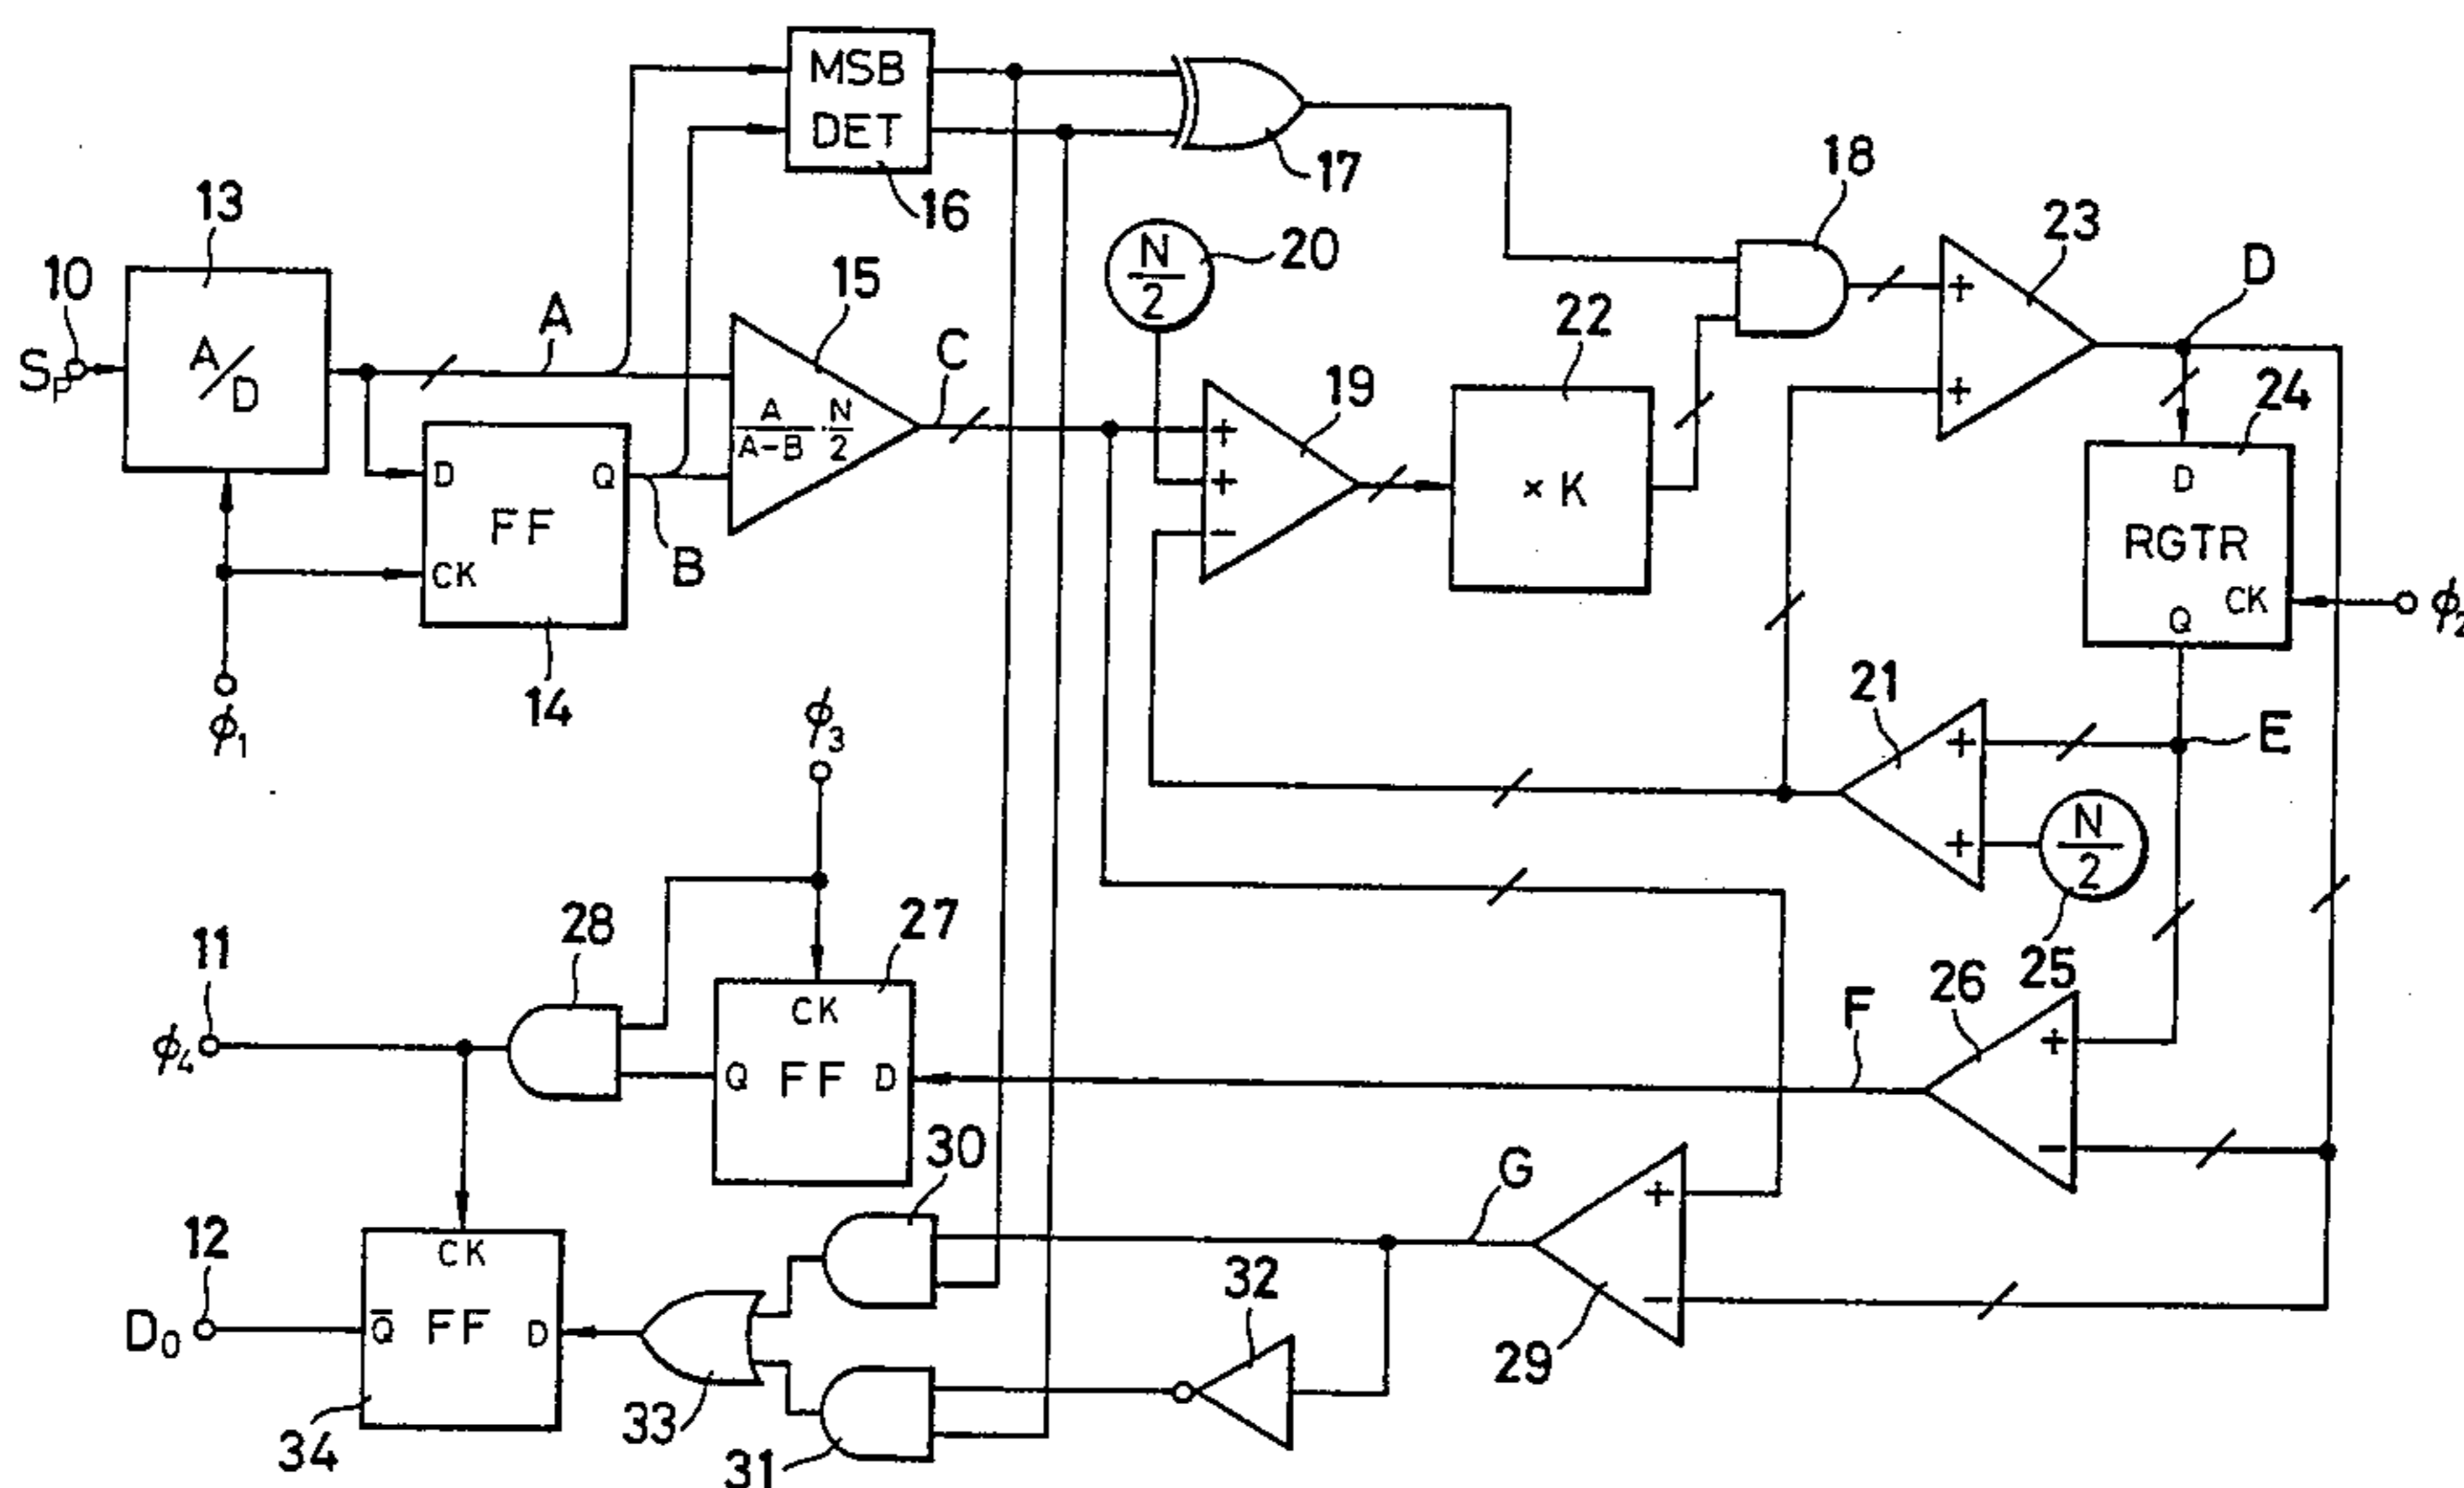 MSB
DET
16
17
18
23
D
13
10
S_P
A/D
A
15
C
A/A-B · N/2
N/2
20
22
19
+
+
−
× K
+
+
24
D
RGTR
CK
Q
ϕ2
D
Q
FF
CK
B
14
ϕ1
ϕ3
21
+
+
E
N/2
25
28
27
11
ϕ4
CK
Q FF D
F
26
+
−
30
G
+
−
29
12
D0
CK
Q̄ FF D
34
33
31
32